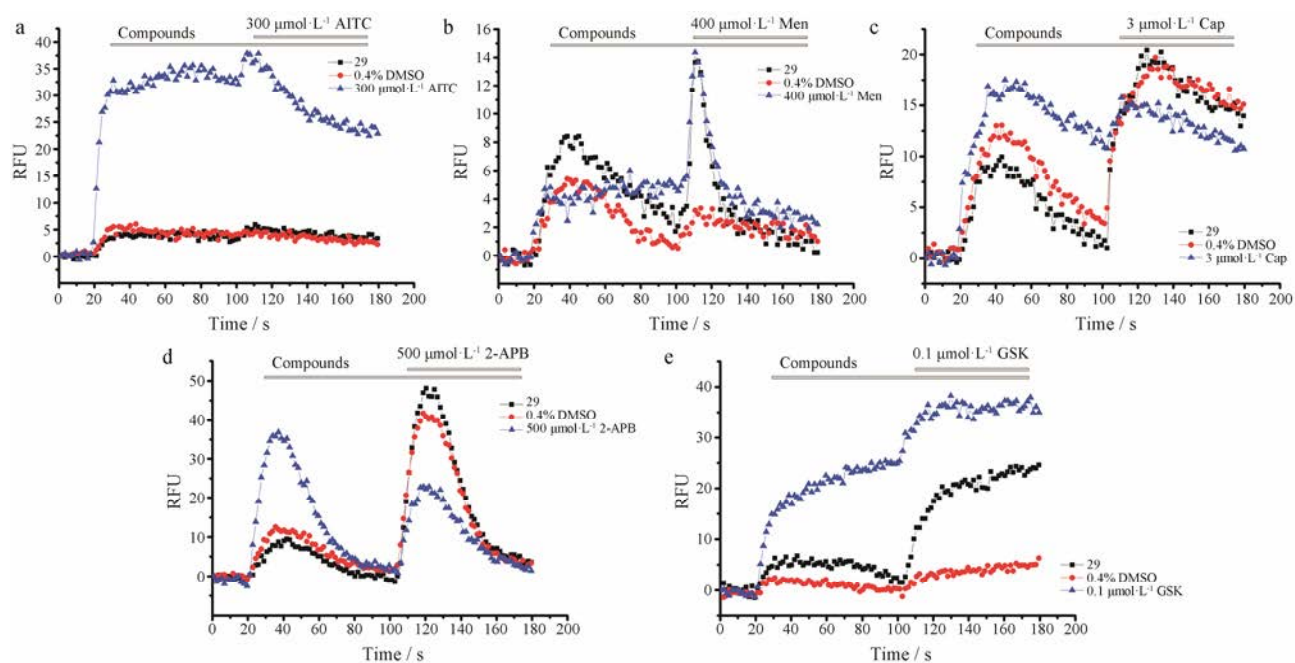 a
300 μmol·L⁻¹ AITC
Compounds
29
0.4% DMSO
300 μmol·L⁻¹ AITC
40
35
30
25
20
15
10
5
0
RFU
0 20 40 60 80 100 120 140 160 180 200
Time / s
b
400 μmol·L⁻¹ Men
Compounds
29
0.4% DMSO
400 μmol·L⁻¹ Men
14
12
10
8
6
4
2
0
RFU
0 20 40 60 80 100 120 140 160 180 200
Time / s
c
3 μmol·L⁻¹ Cap
Compounds
20
15
10
5
0
RFU
29
0.4% DMSO
3 μmol·L⁻¹ Cap
0 20 40 60 80 100 120 140 160 180 200
Time / s
d
500 μmol·L⁻¹ 2-APB
Compounds
29
0.4% DMSO
500 μmol·L⁻¹ 2-APB
50
40
30
20
10
0
RFU
0 20 40 60 80 100 120 140 160 180 200
Time / s
e
0.1 μmol·L⁻¹ GSK
Compounds
40
30
20
10
0
RFU
29
0.4% DMSO
0.1 μmol·L⁻¹ GSK
0 20 40 60 80 100 120 140 160 180 200
Time / s